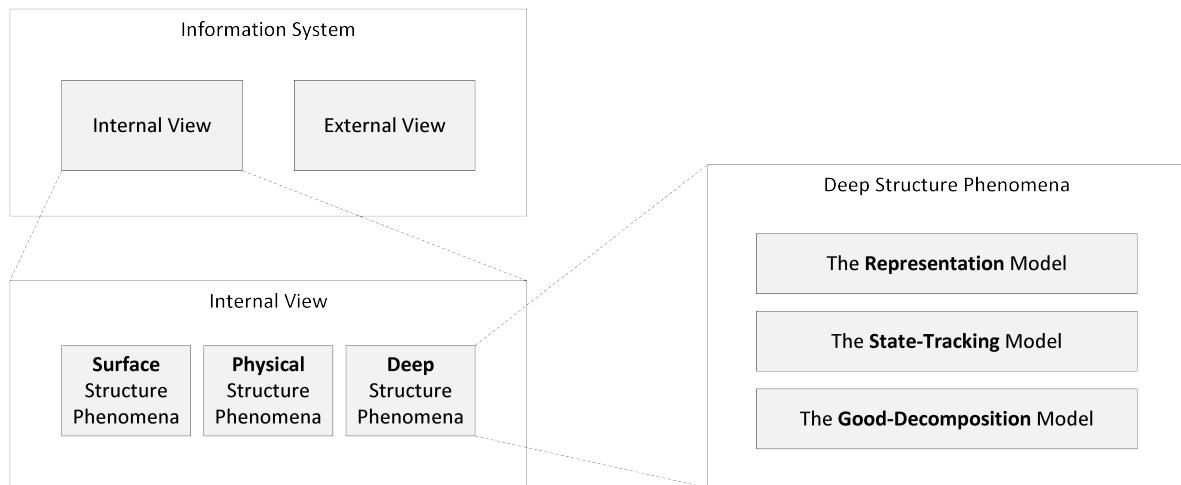 Information System
Internal View
External View
Internal View
Surface
Structure
Phenomena
Physical
Structure
Phenomena
Deep
Structure
Phenomena
Deep Structure Phenomena
The Representation Model
The State-Tracking Model
The Good-Decomposition Model